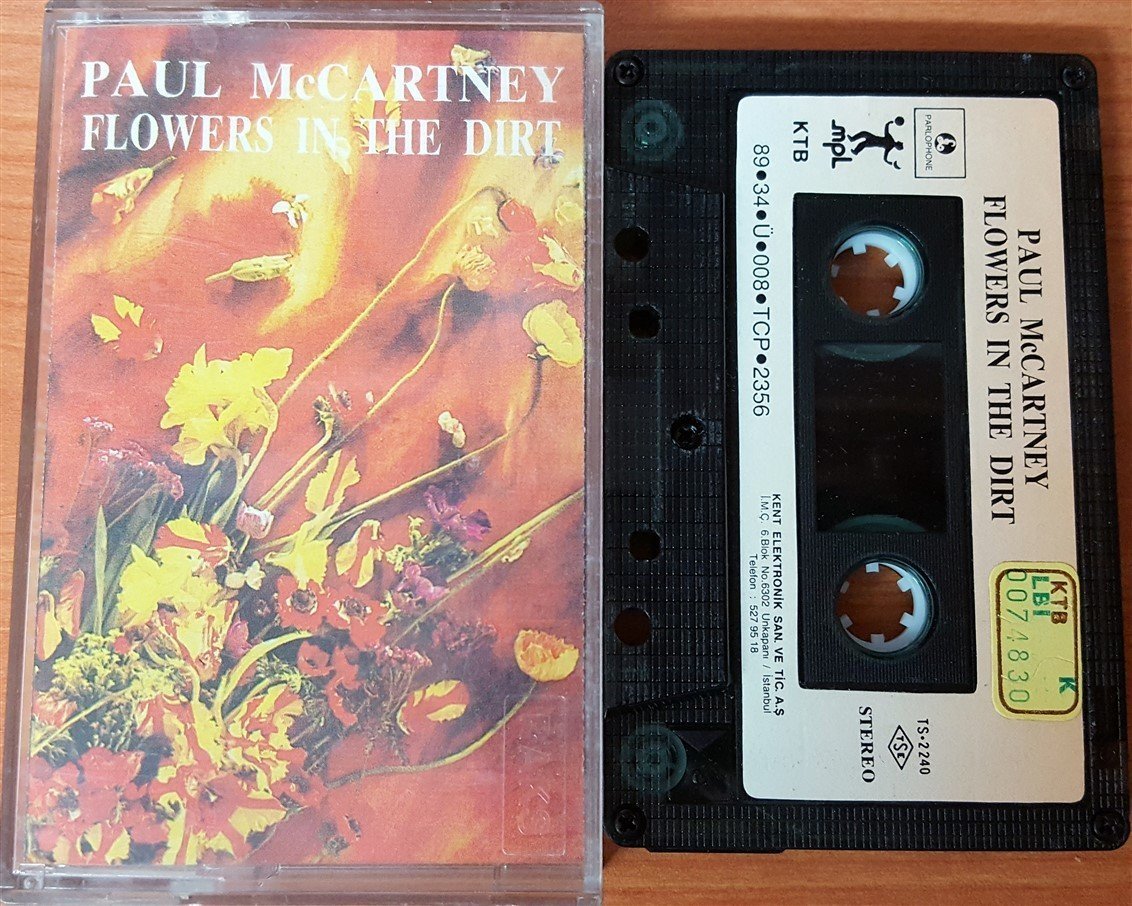 PAUL McCARTNEY
FLOWERS IN THE DIRT
PARLOPHONE
mpl
KTB
89•34•Ü•008•TCP•2356
PAUL McCARTNEY
FLOWERS IN THE DIRT
KENT ELEKTRONİK SAN. VE TİC. A.Ş
İ.M.Ç. 6.Blok No.6302 Unkapanı / İstanbul
Telefon : 527 95 18
KTB K
LBI
0074830
TS•2240
TSE
STEREO